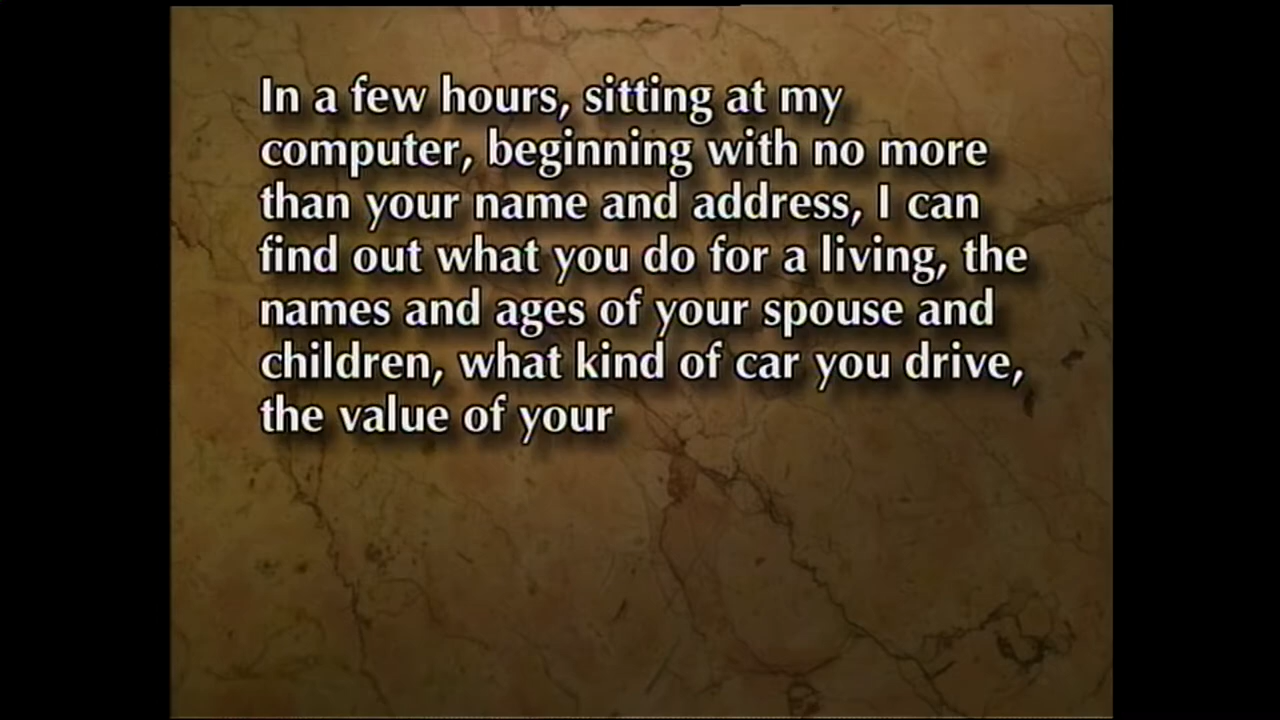 In a few hours, sitting at my
computer, beginning with no more
than your name and address, I can
find out what you do for a living, the
names and ages of your spouse and
children, what kind of car you drive,
the value of your